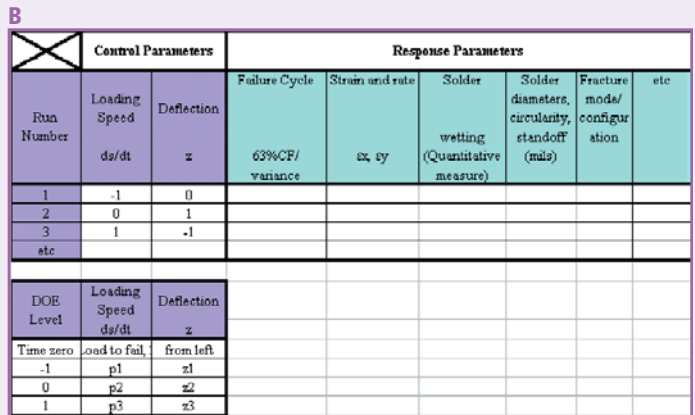 B
Control Parameters Response Parameters
Run Number Loading Speed ds/dt Deflection z Failure Cycle 63%CF/ variance Strain and rate εx, εy Solder wetting (Quantitative measure) Solder diameters, circularity, standoff (mils) Fracture mode/ configur ation etc
1 -1 0
2 0 1
3 1 -1
etc
DOE Level Loading Speed ds/dt Deflection z
Time zero oad to fail, from left
-1 p1 z1
0 p2 z2
1 p3 z3